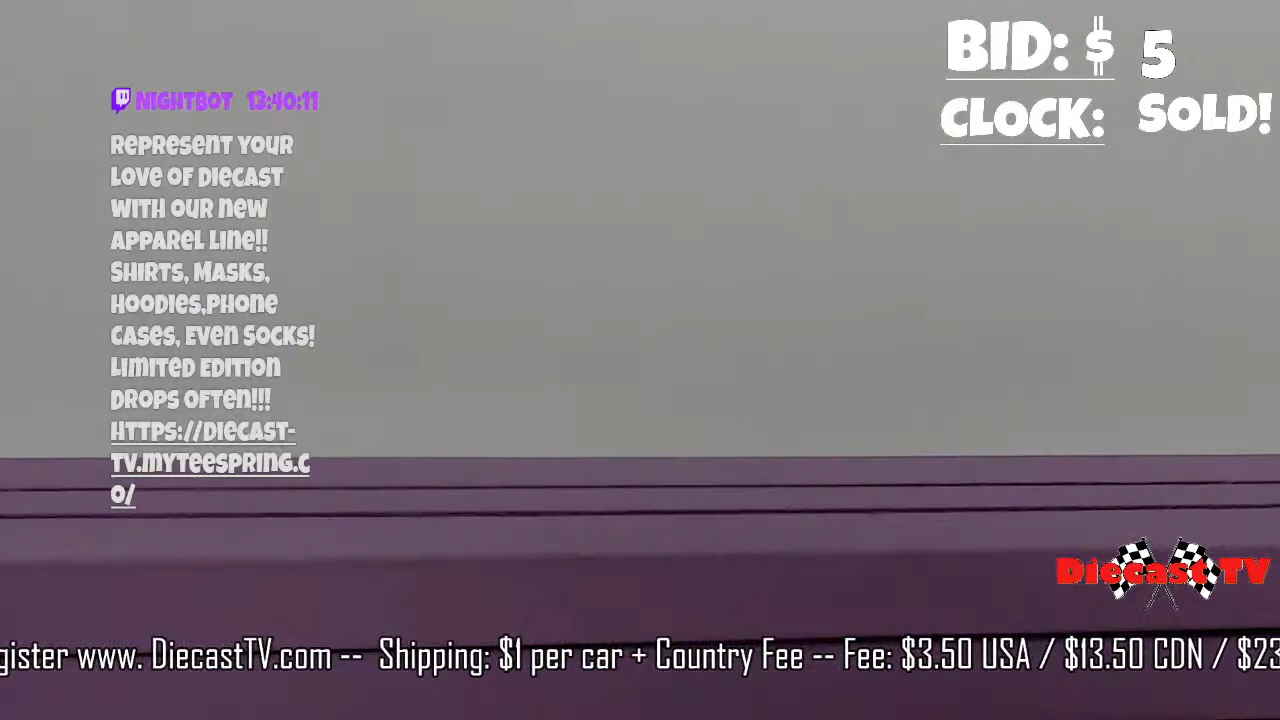 BID: $ 5
CLOCK: SOLD!
NIGHTBOT 13:40:11
REPRESENT YOUR
LOVE OF DIECAST
WITH OUR NEW
APPAREL LINE!!
SHIRTS, MASKS,
HOODIES,PHONE
CASES, EVEN SOCKS!
LIMITED EDITION
DROPS OFTEN!!!
HTTPS://DIECAST-
TV.MYTEESPRING.C
O/
Diecast TV
gister www. DiecastTV.com -- Shipping: $1 per car + Country Fee -- Fee: $3.50 USA / $13.50 CDN / $23